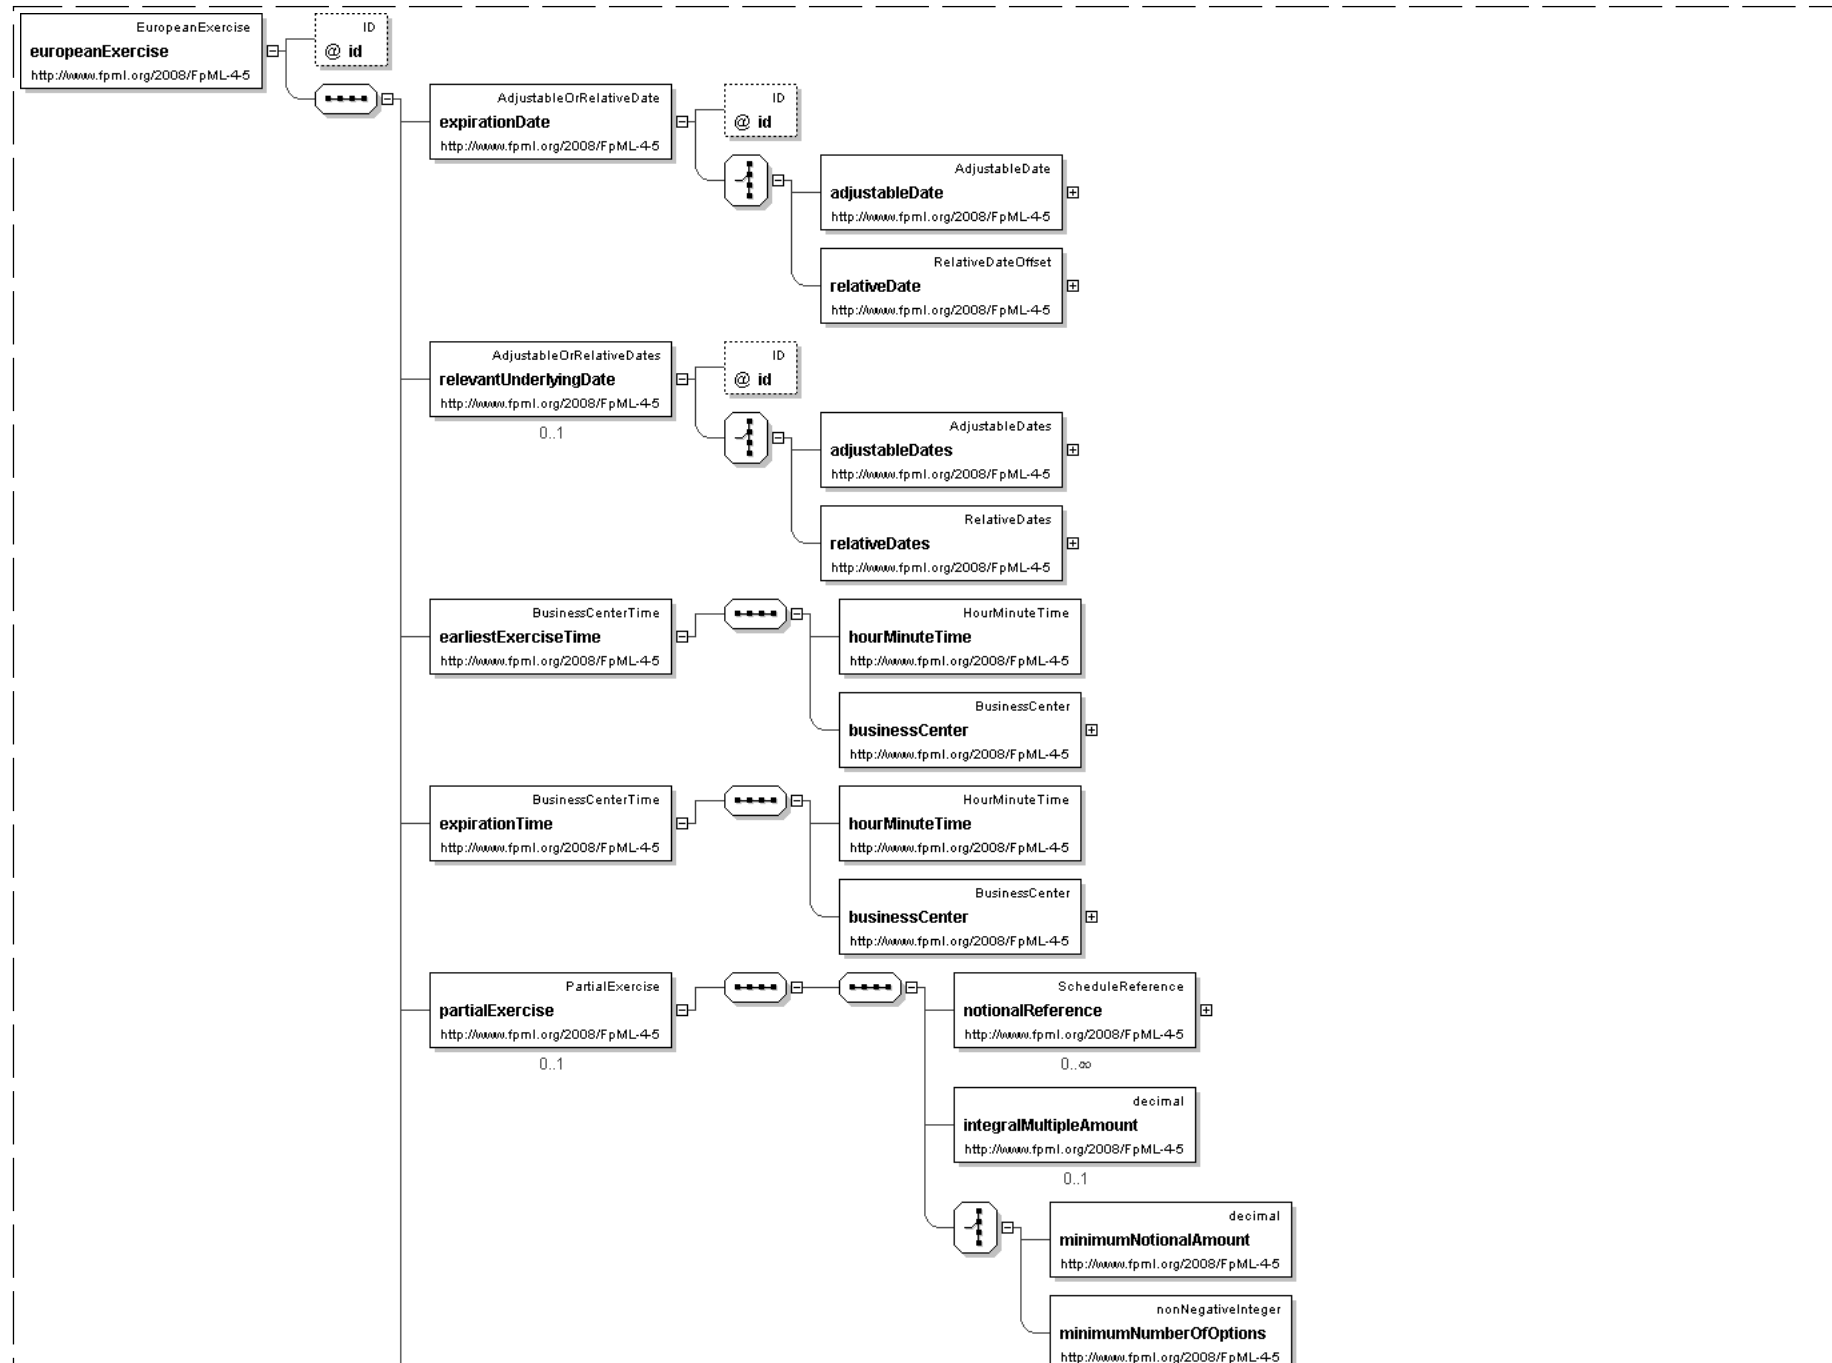 EuropeanExercise
europeanExercise
http://www.fpml.org/2008/FpML-4-5
ID
@ id
AdjustableOrRelativeDate
expirationDate
http://www.fpml.org/2008/FpML-4-5
ID
@ id
AdjustableDate
adjustableDate
http://www.fpml.org/2008/FpML-4-5
RelativeDateOffset
relativeDate
http://www.fpml.org/2008/FpML-4-5
AdjustableOrRelativeDates
relevantUnderlyingDate
http://www.fpml.org/2008/FpML-4-5
0..1
ID
@ id
AdjustableDates
adjustableDates
http://www.fpml.org/2008/FpML-4-5
RelativeDates
relativeDates
http://www.fpml.org/2008/FpML-4-5
BusinessCenterTime
earliestExerciseTime
http://www.fpml.org/2008/FpML-4-5
HourMinuteTime
hourMinuteTime
http://www.fpml.org/2008/FpML-4-5
BusinessCenter
businessCenter
http://www.fpml.org/2008/FpML-4-5
BusinessCenterTime
expirationTime
http://www.fpml.org/2008/FpML-4-5
HourMinuteTime
hourMinuteTime
http://www.fpml.org/2008/FpML-4-5
BusinessCenter
businessCenter
http://www.fpml.org/2008/FpML-4-5
PartialExercise
partialExercise
http://www.fpml.org/2008/FpML-4-5
0..1
ScheduleReference
notionalReference
http://www.fpml.org/2008/FpML-4-5
0..∞
decimal
integralMultipleAmount
http://www.fpml.org/2008/FpML-4-5
0..1
decimal
minimumNotionalAmount
http://www.fpml.org/2008/FpML-4-5
nonNegativeInteger
minimumNumberOfOptions
http://www.fpml.org/2008/FpML-4-5